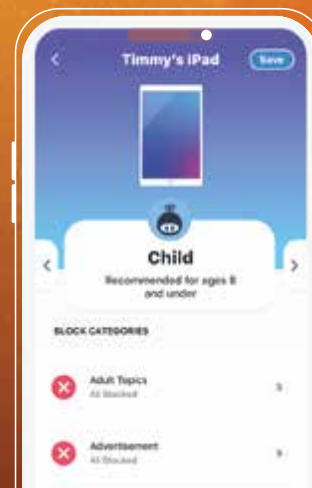 Timmy's iPad
Save
Child
Recommended for ages 8
and under
BLOCK CATEGORIES
Adult Topics
All Blocked
Advertisement
All Blocked